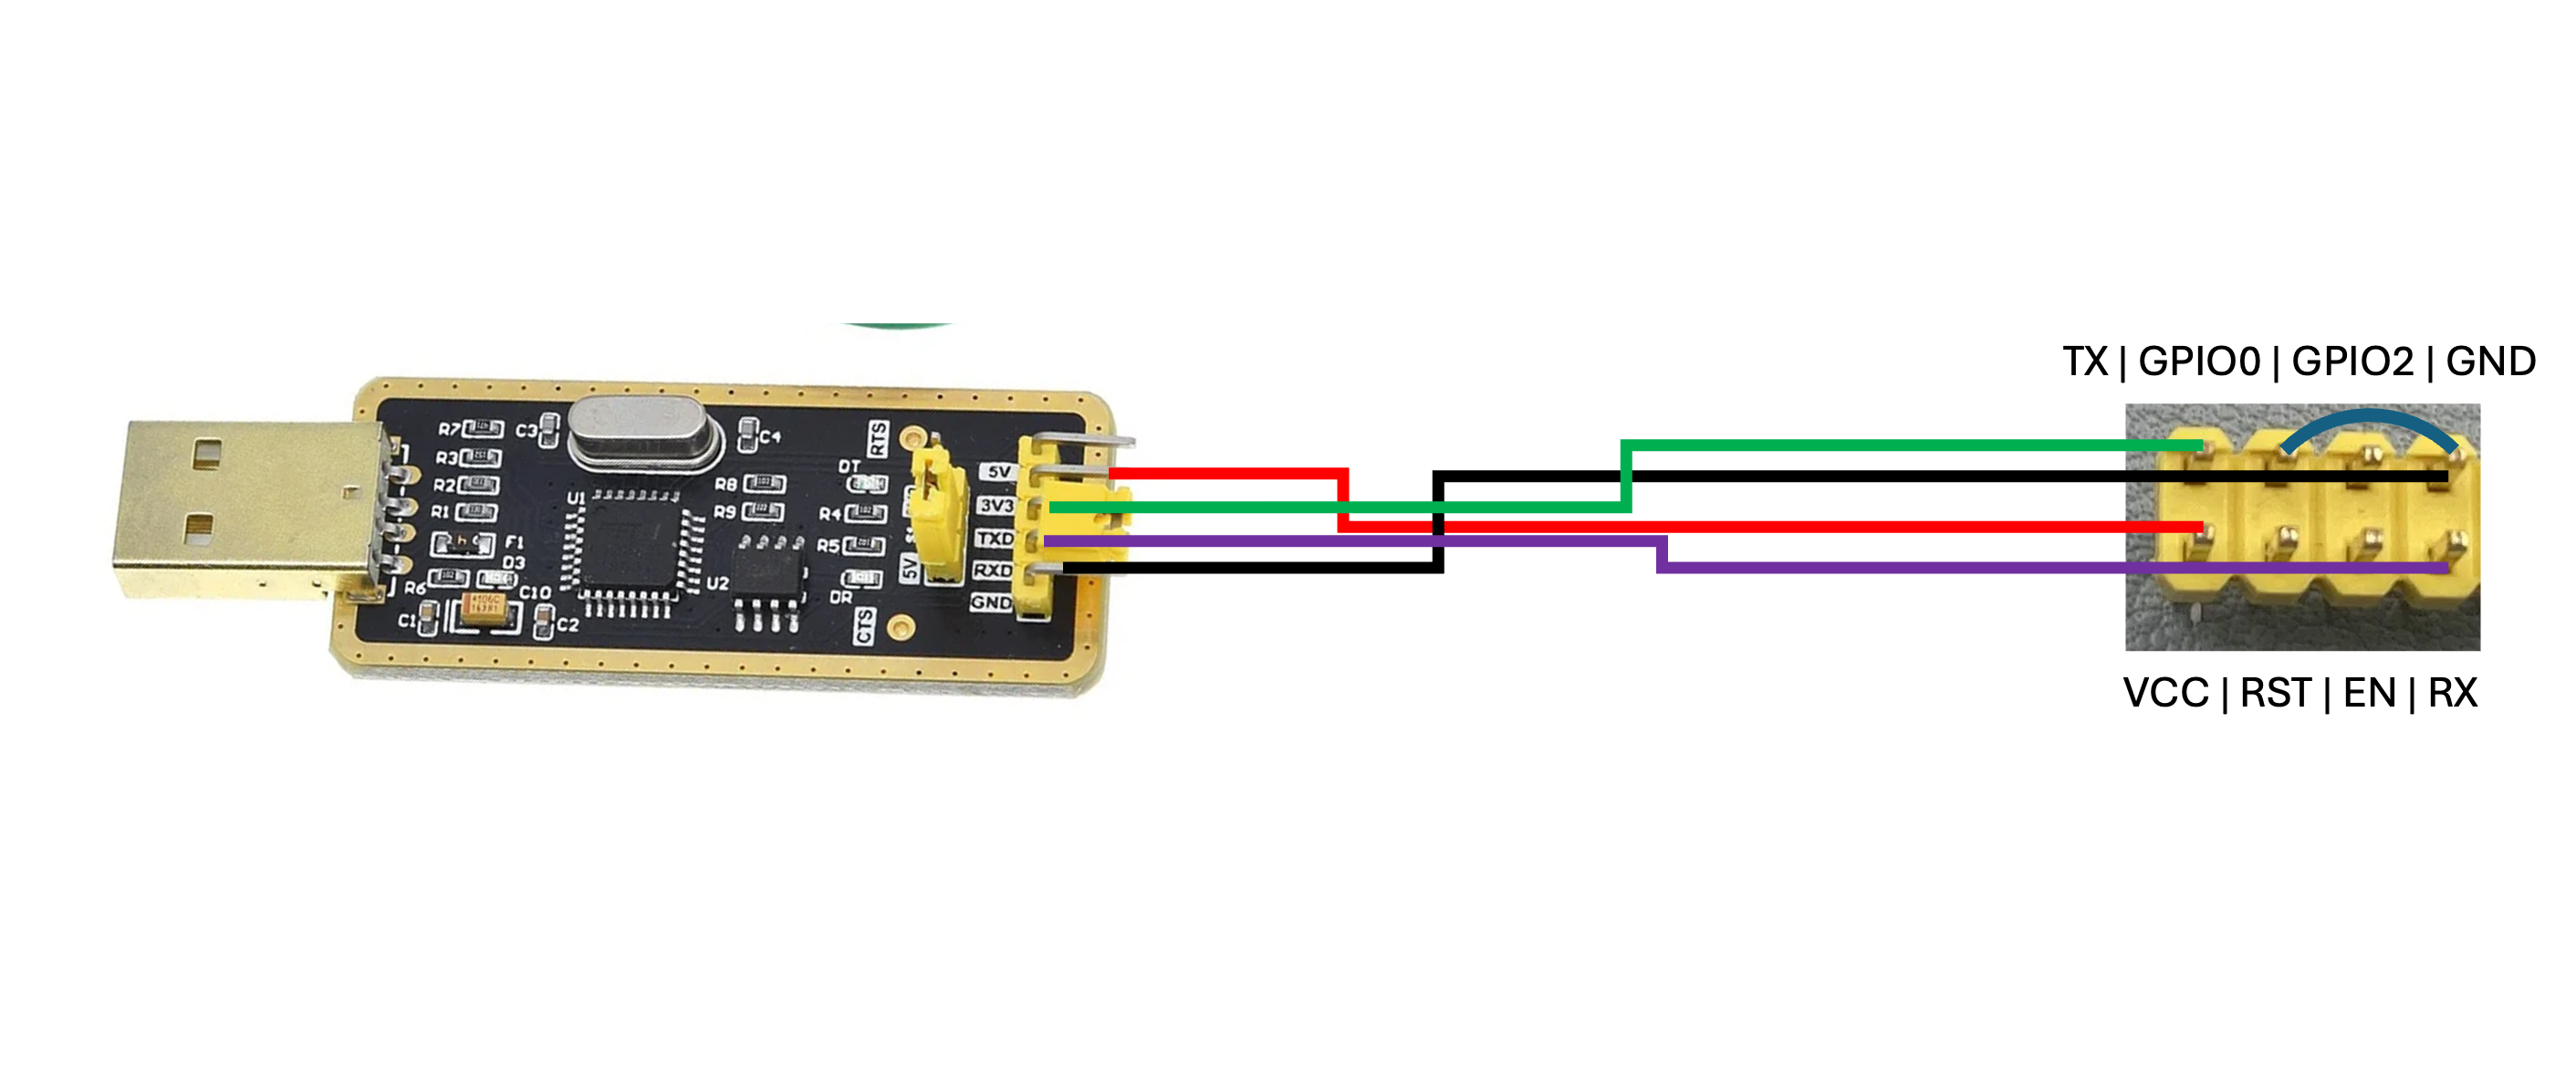 TX | GPIO0 | GPIO2 | GND
R7
C3
C4
RTS
R3
DT
5V
R2
U1
R8
3V3
R1
R9
R4
F1
R5
TXD
D3
5V
RXD
R6
U2
C10
DR
GND
C1
C2
CTS
VCC | RST | EN | RX